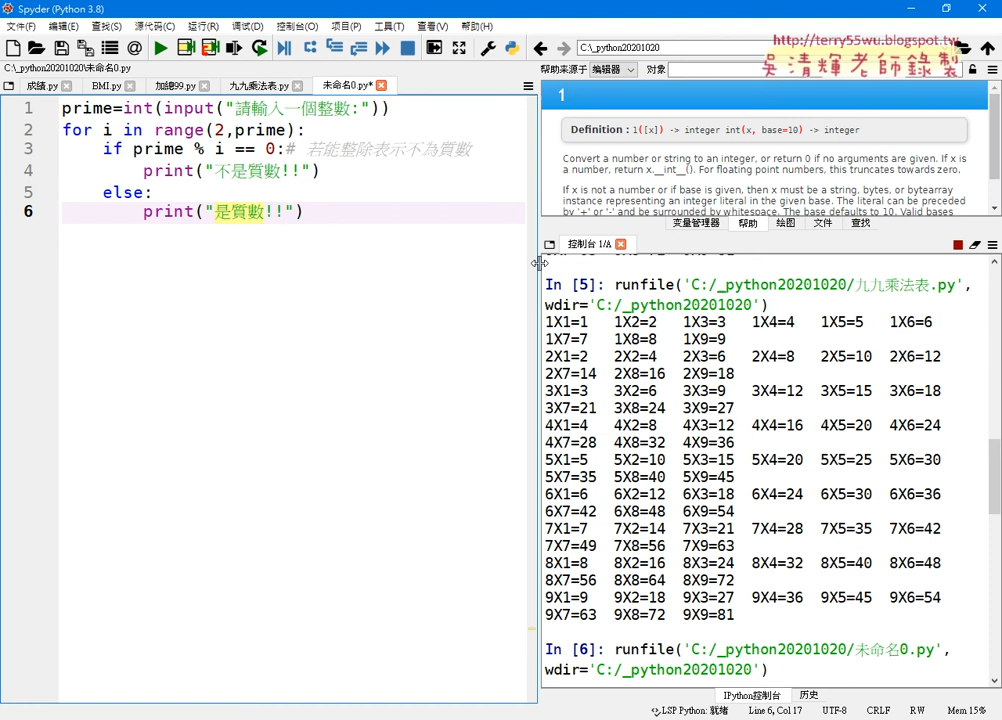 Spyder (Python 3.8)
文件(F) 编辑(E) 查找(S) 源代码(C) 运行(R) 调试(D) 控制台(O) 项目(P) 工具(T) 查看(V) 帮助(H)
C:\_python20201020
http://terry55wu.blogspot.tw
吳清輝老師錄製
C:\_python20201020\未命名0.py
成绩.py BMI.py 加總99.py 九九乘法表.py 未命名0.py*
帮助来源于 编辑器 对象
1 prime=int(input("請輸入一個整數:"))
2 for i in range(2,prime):
3 if prime % i == 0:# 若能整除表示不為質數
4 print("不是質數!!")
5 else:
6 print("是質數!!")
1
Definition : 1([x]) -> integer int(x, base=10) -> integer
Convert a number or string to an integer, or return 0 if no arguments are given. If x is
a number, return x.__int__(). For floating point numbers, this truncates towards zero.
If x is not a number or if base is given, then x must be a string, bytes, or bytearray
instance representing an integer literal in the given base. The literal can be preceded
by '+' or '-' and be surrounded by whitespace. The base defaults to 10. Valid bases
变量管理器 帮助 绘图 文件 查找
控制台 1/A
In [5]: runfile('C:/_python20201020/九九乘法表.py',
wdir='C:/_python20201020')
1X1=1 1X2=2 1X3=3 1X4=4 1X5=5 1X6=6
1X7=7 1X8=8 1X9=9
2X1=2 2X2=4 2X3=6 2X4=8 2X5=10 2X6=12
2X7=14 2X8=16 2X9=18
3X1=3 3X2=6 3X3=9 3X4=12 3X5=15 3X6=18
3X7=21 3X8=24 3X9=27
4X1=4 4X2=8 4X3=12 4X4=16 4X5=20 4X6=24
4X7=28 4X8=32 4X9=36
5X1=5 5X2=10 5X3=15 5X4=20 5X5=25 5X6=30
5X7=35 5X8=40 5X9=45
6X1=6 6X2=12 6X3=18 6X4=24 6X5=30 6X6=36
6X7=42 6X8=48 6X9=54
7X1=7 7X2=14 7X3=21 7X4=28 7X5=35 7X6=42
7X7=49 7X8=56 7X9=63
8X1=8 8X2=16 8X3=24 8X4=32 8X5=40 8X6=48
8X7=56 8X8=64 8X9=72
9X1=9 9X2=18 9X3=27 9X4=36 9X5=45 9X6=54
9X7=63 9X8=72 9X9=81
In [6]: runfile('C:/_python20201020/未命名0.py',
wdir='C:/_python20201020')
IPython控制台 历史
LSP Python: 就绪 Line 6, Col 17 UTF-8 CRLF RW Mem 15%